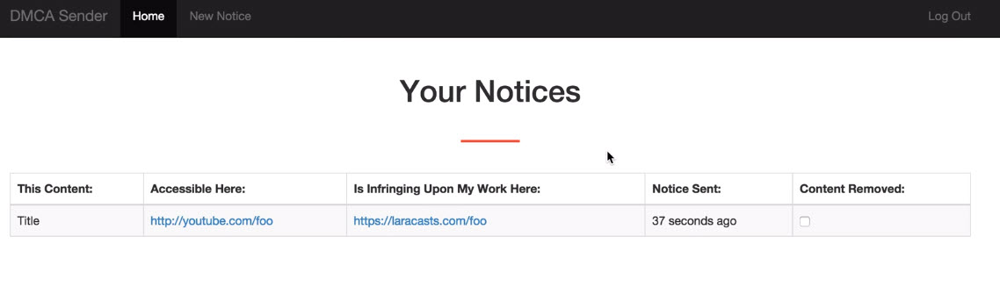 DMCA Sender Home New Notice Log Out
Your Notices
This Content: Accessible Here: Is Infringing Upon My Work Here: Notice Sent: Content Removed:
Title http://youtube.com/foo https://laracasts.com/foo 37 seconds ago